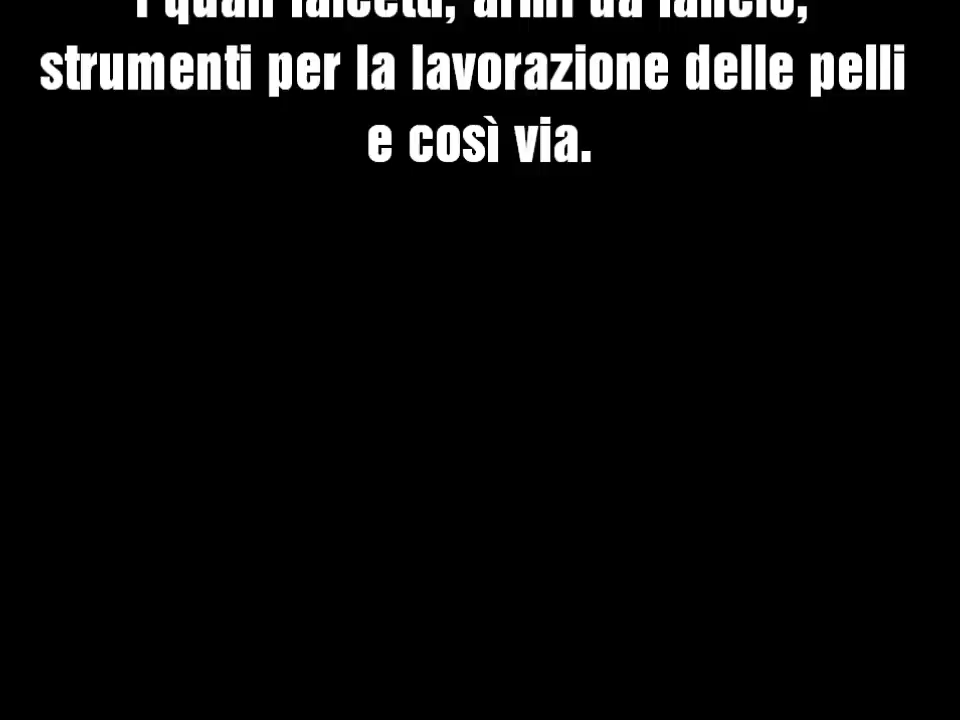 i quali falcetti, armi da lancio,
strumenti per la lavorazione delle pelli
e così via.